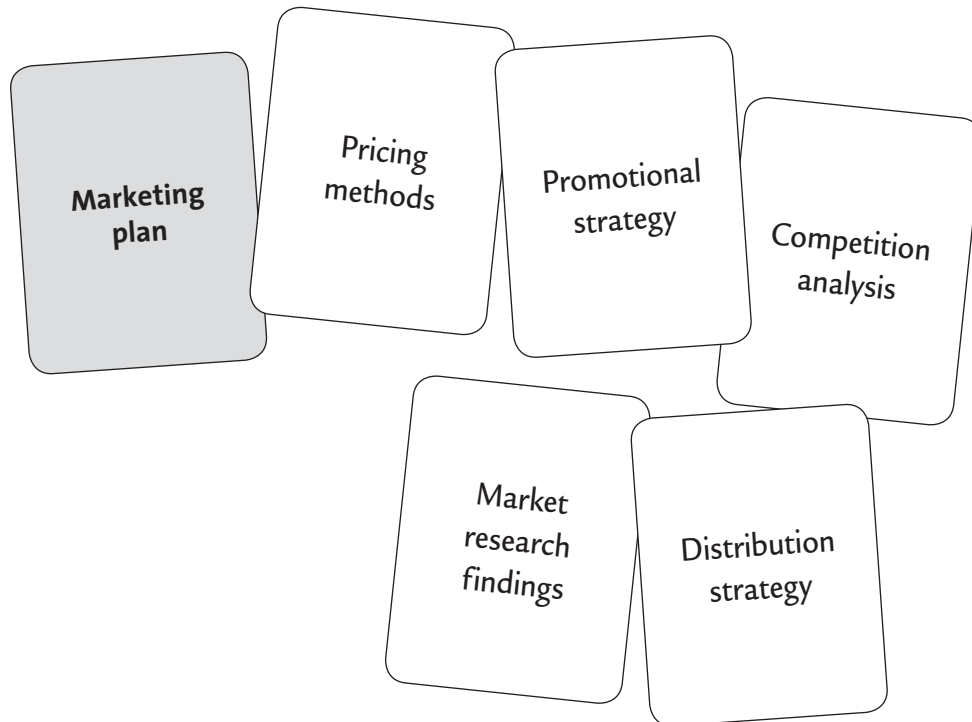 Marketing
plan
Pricing
methods
Promotional
strategy
Competition
analysis
Market
research
findings
Distribution
strategy